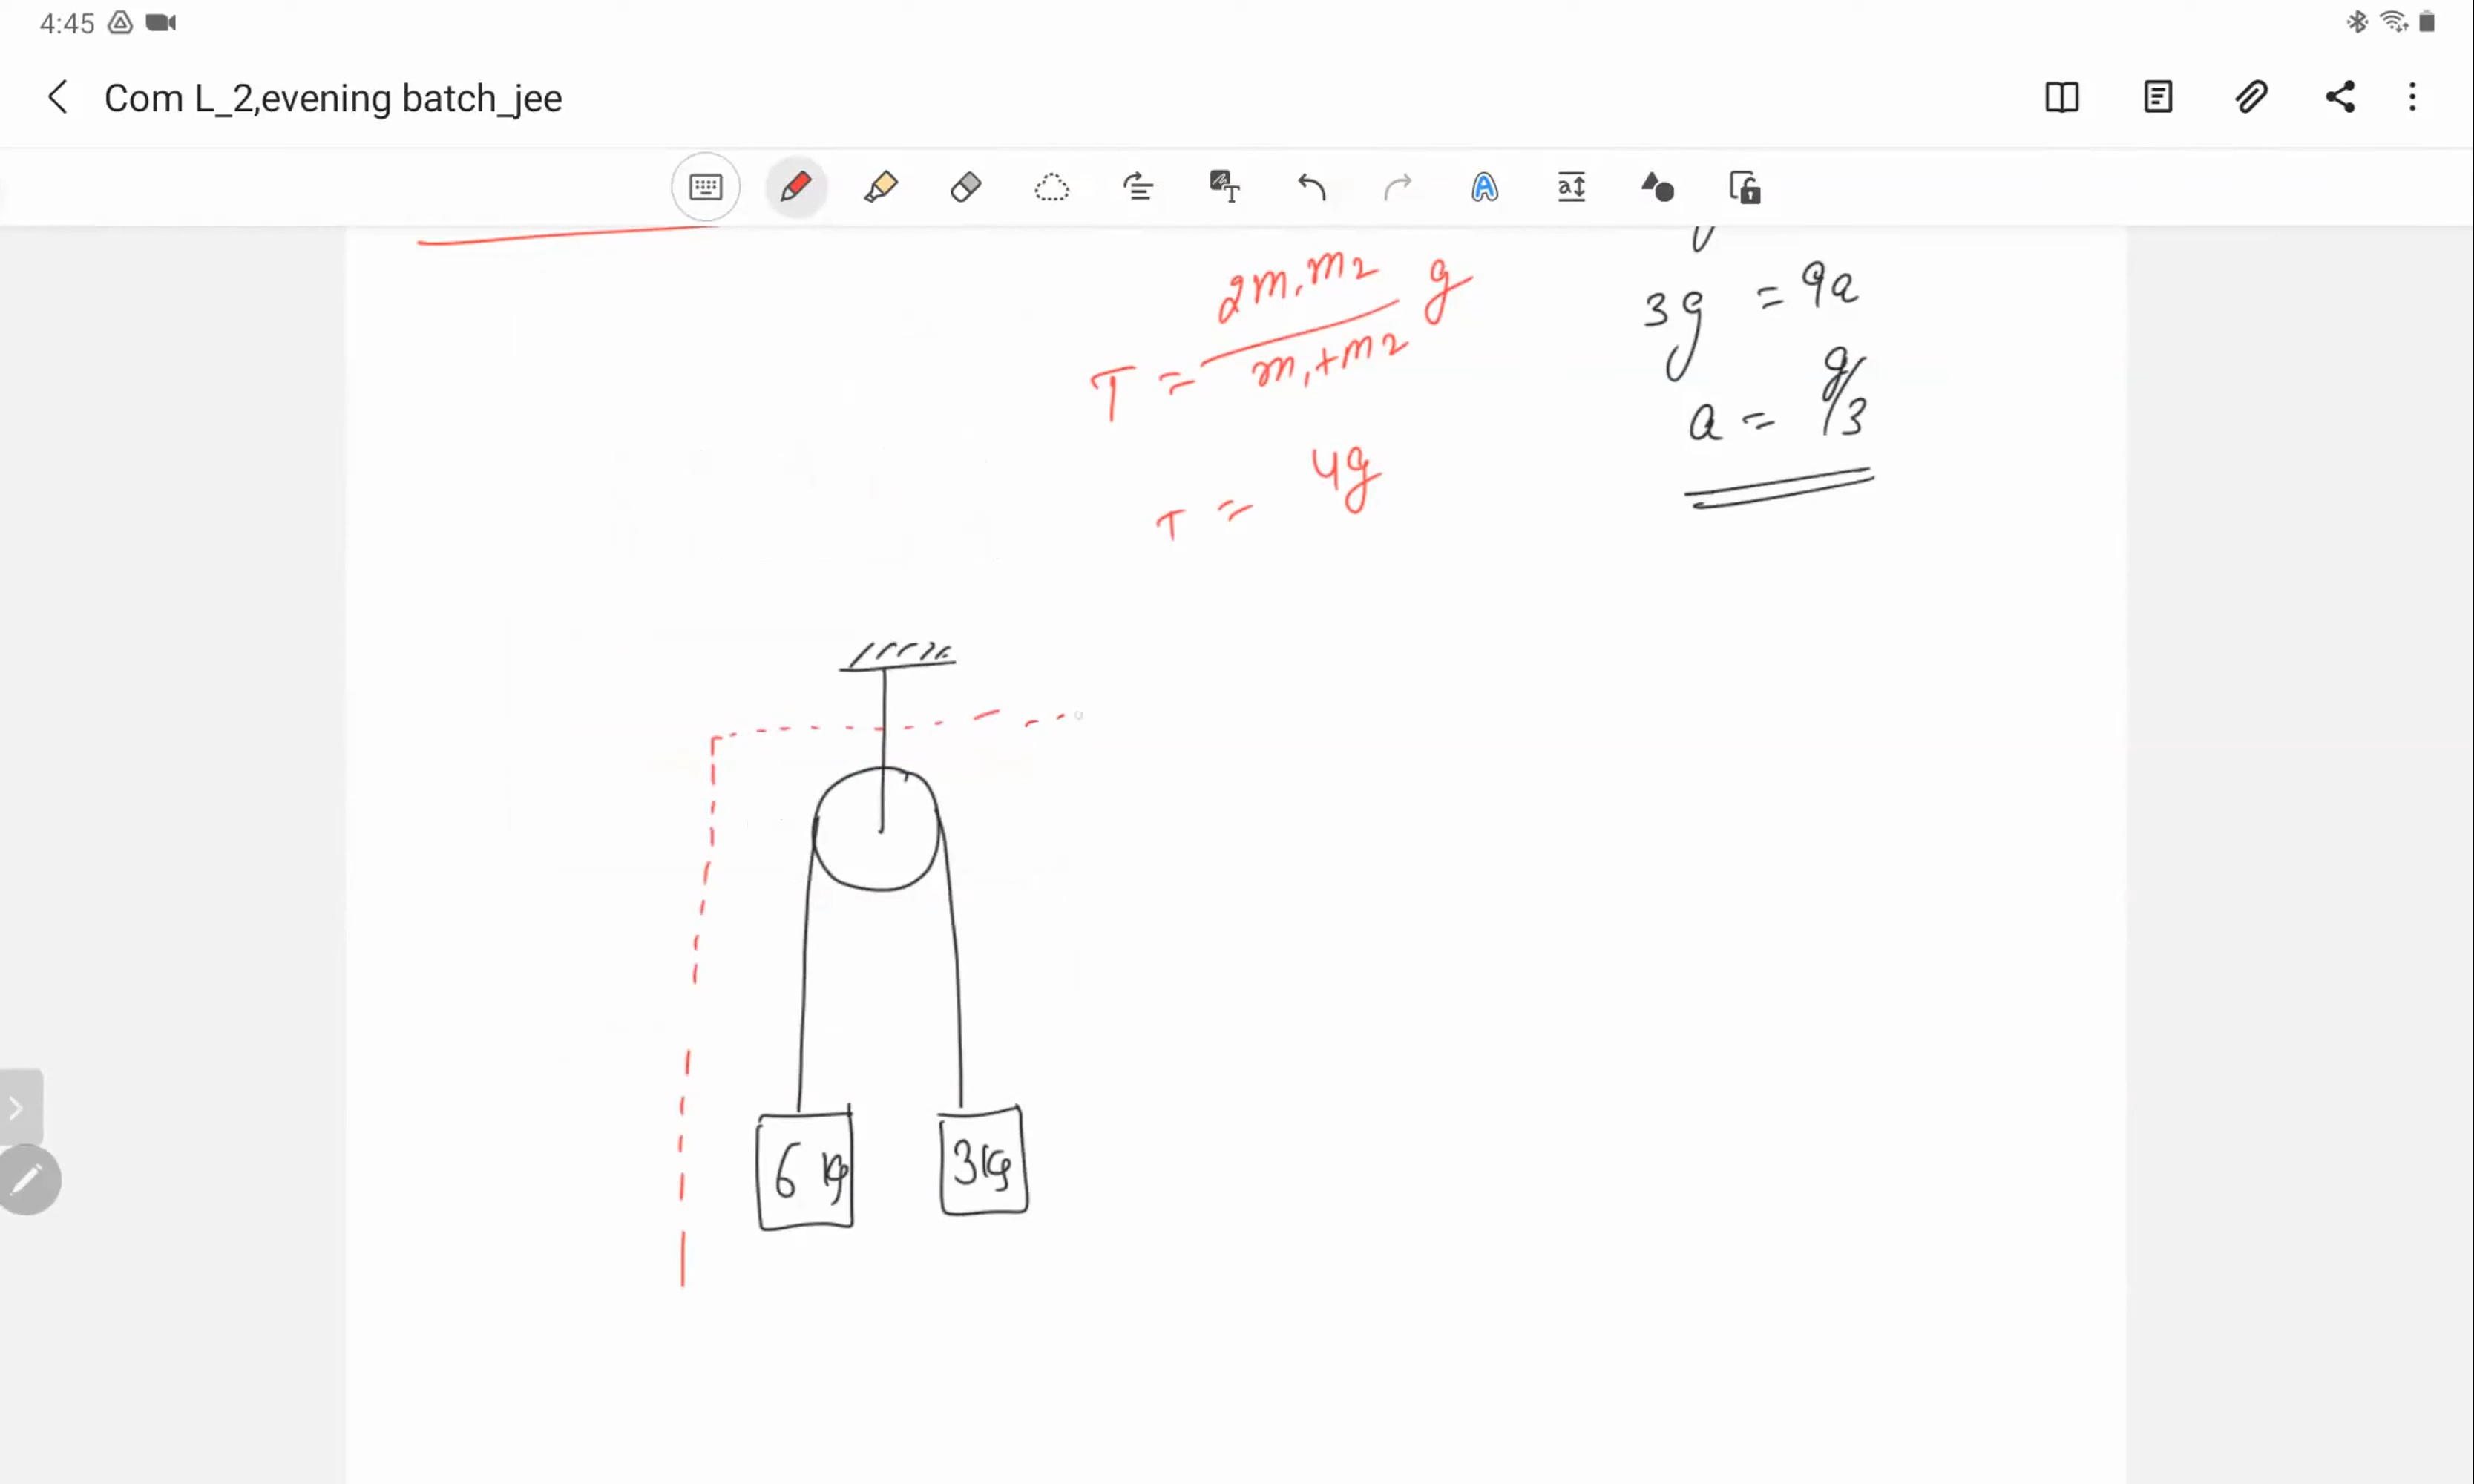 4:45
Com L_2,evening batch_jee
T = 2m₁m₂ / m₁+m₂ g
T = 4g
3g = 9a
a = g/3
6 kg
3kg